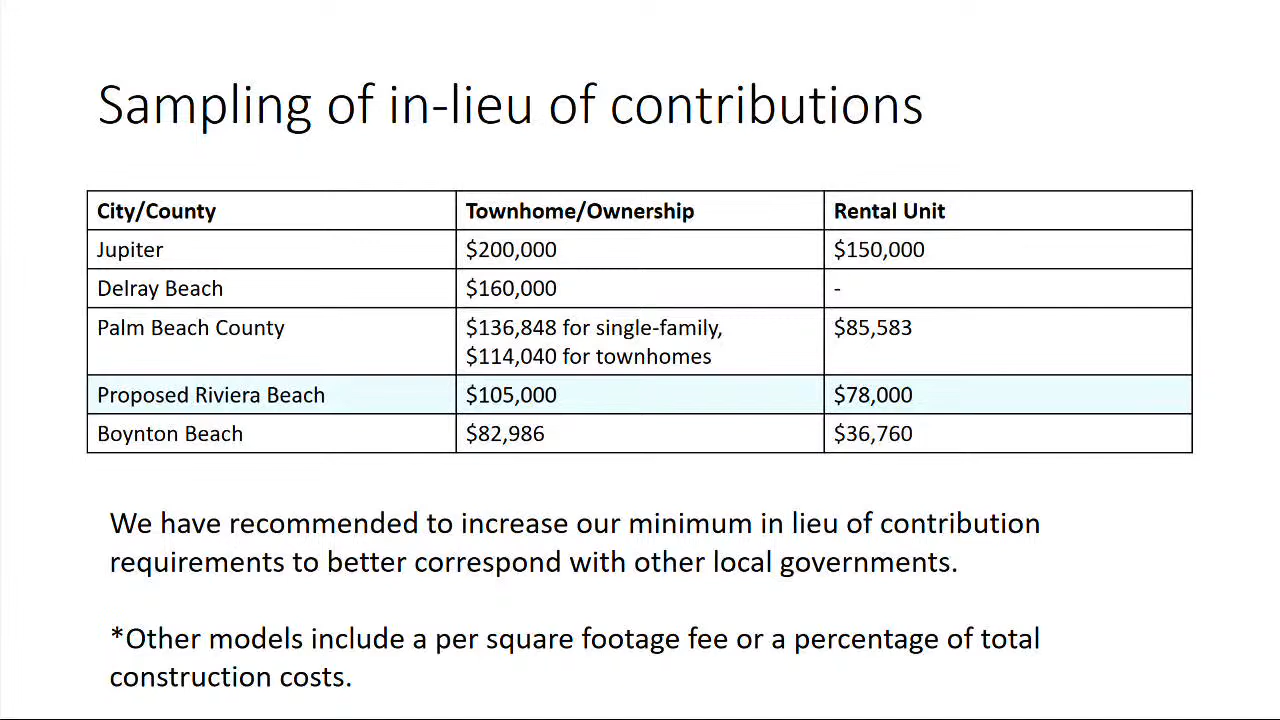 Sampling of in-lieu of contributions
City/County Townhome/Ownership Rental Unit
Jupiter $200,000 $150,000
Delray Beach $160,000 -
Palm Beach County $136,848 for single-family, $85,583
$114,040 for townhomes
Proposed Riviera Beach $105,000 $78,000
Boynton Beach $82,986 $36,760
We have recommended to increase our minimum in lieu of contribution
requirements to better correspond with other local governments.
*Other models include a per square footage fee or a percentage of total
construction costs.